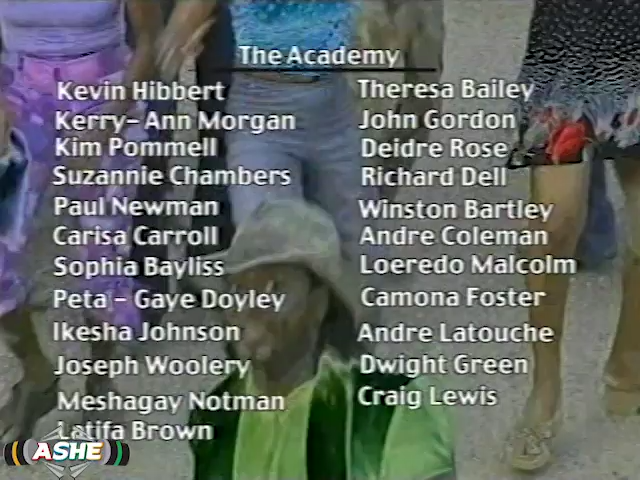 The Academy
Kevin Hibbert
Kerry- Ann Morgan
Kim Pommell
Suzannie Chambers
Paul Newman
Carisa Carroll
Sophia Bayliss
Peta - Gaye Doyley
Ikesha Johnson
Joseph Woolery
Meshagay Notman
Latifa Brown
Theresa Bailey
John Gordon
Deidre Rose
Richard Dell
Winston Bartley
Andre Coleman
Loeredo Malcolm
Camona Foster
Andre Latouche
Dwight Green
Craig Lewis
ASHE